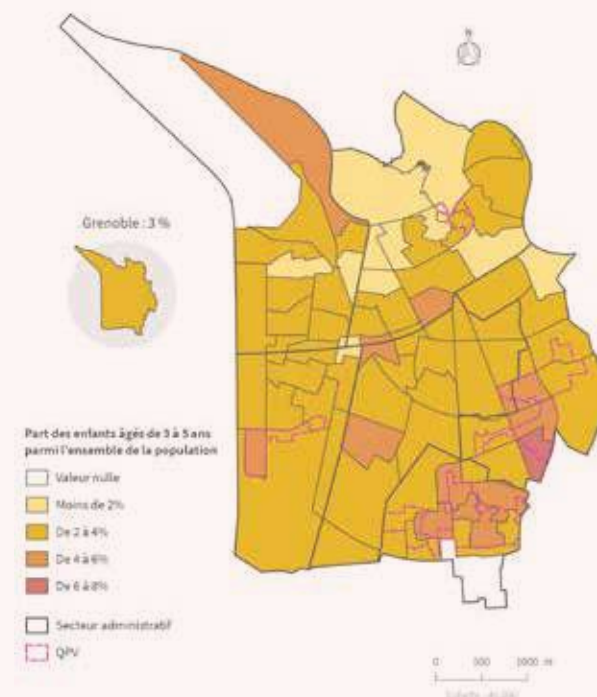 N
Grenoble : 3 %
Part des enfants âgés de 3 à 5 ans
parmi l'ensemble de la population
Valeur nulle
Moins de 2%
De 2 à 4%
De 4 à 6%
De 6 à 8%
Secteur administratif
QPV
0 500 1000 m